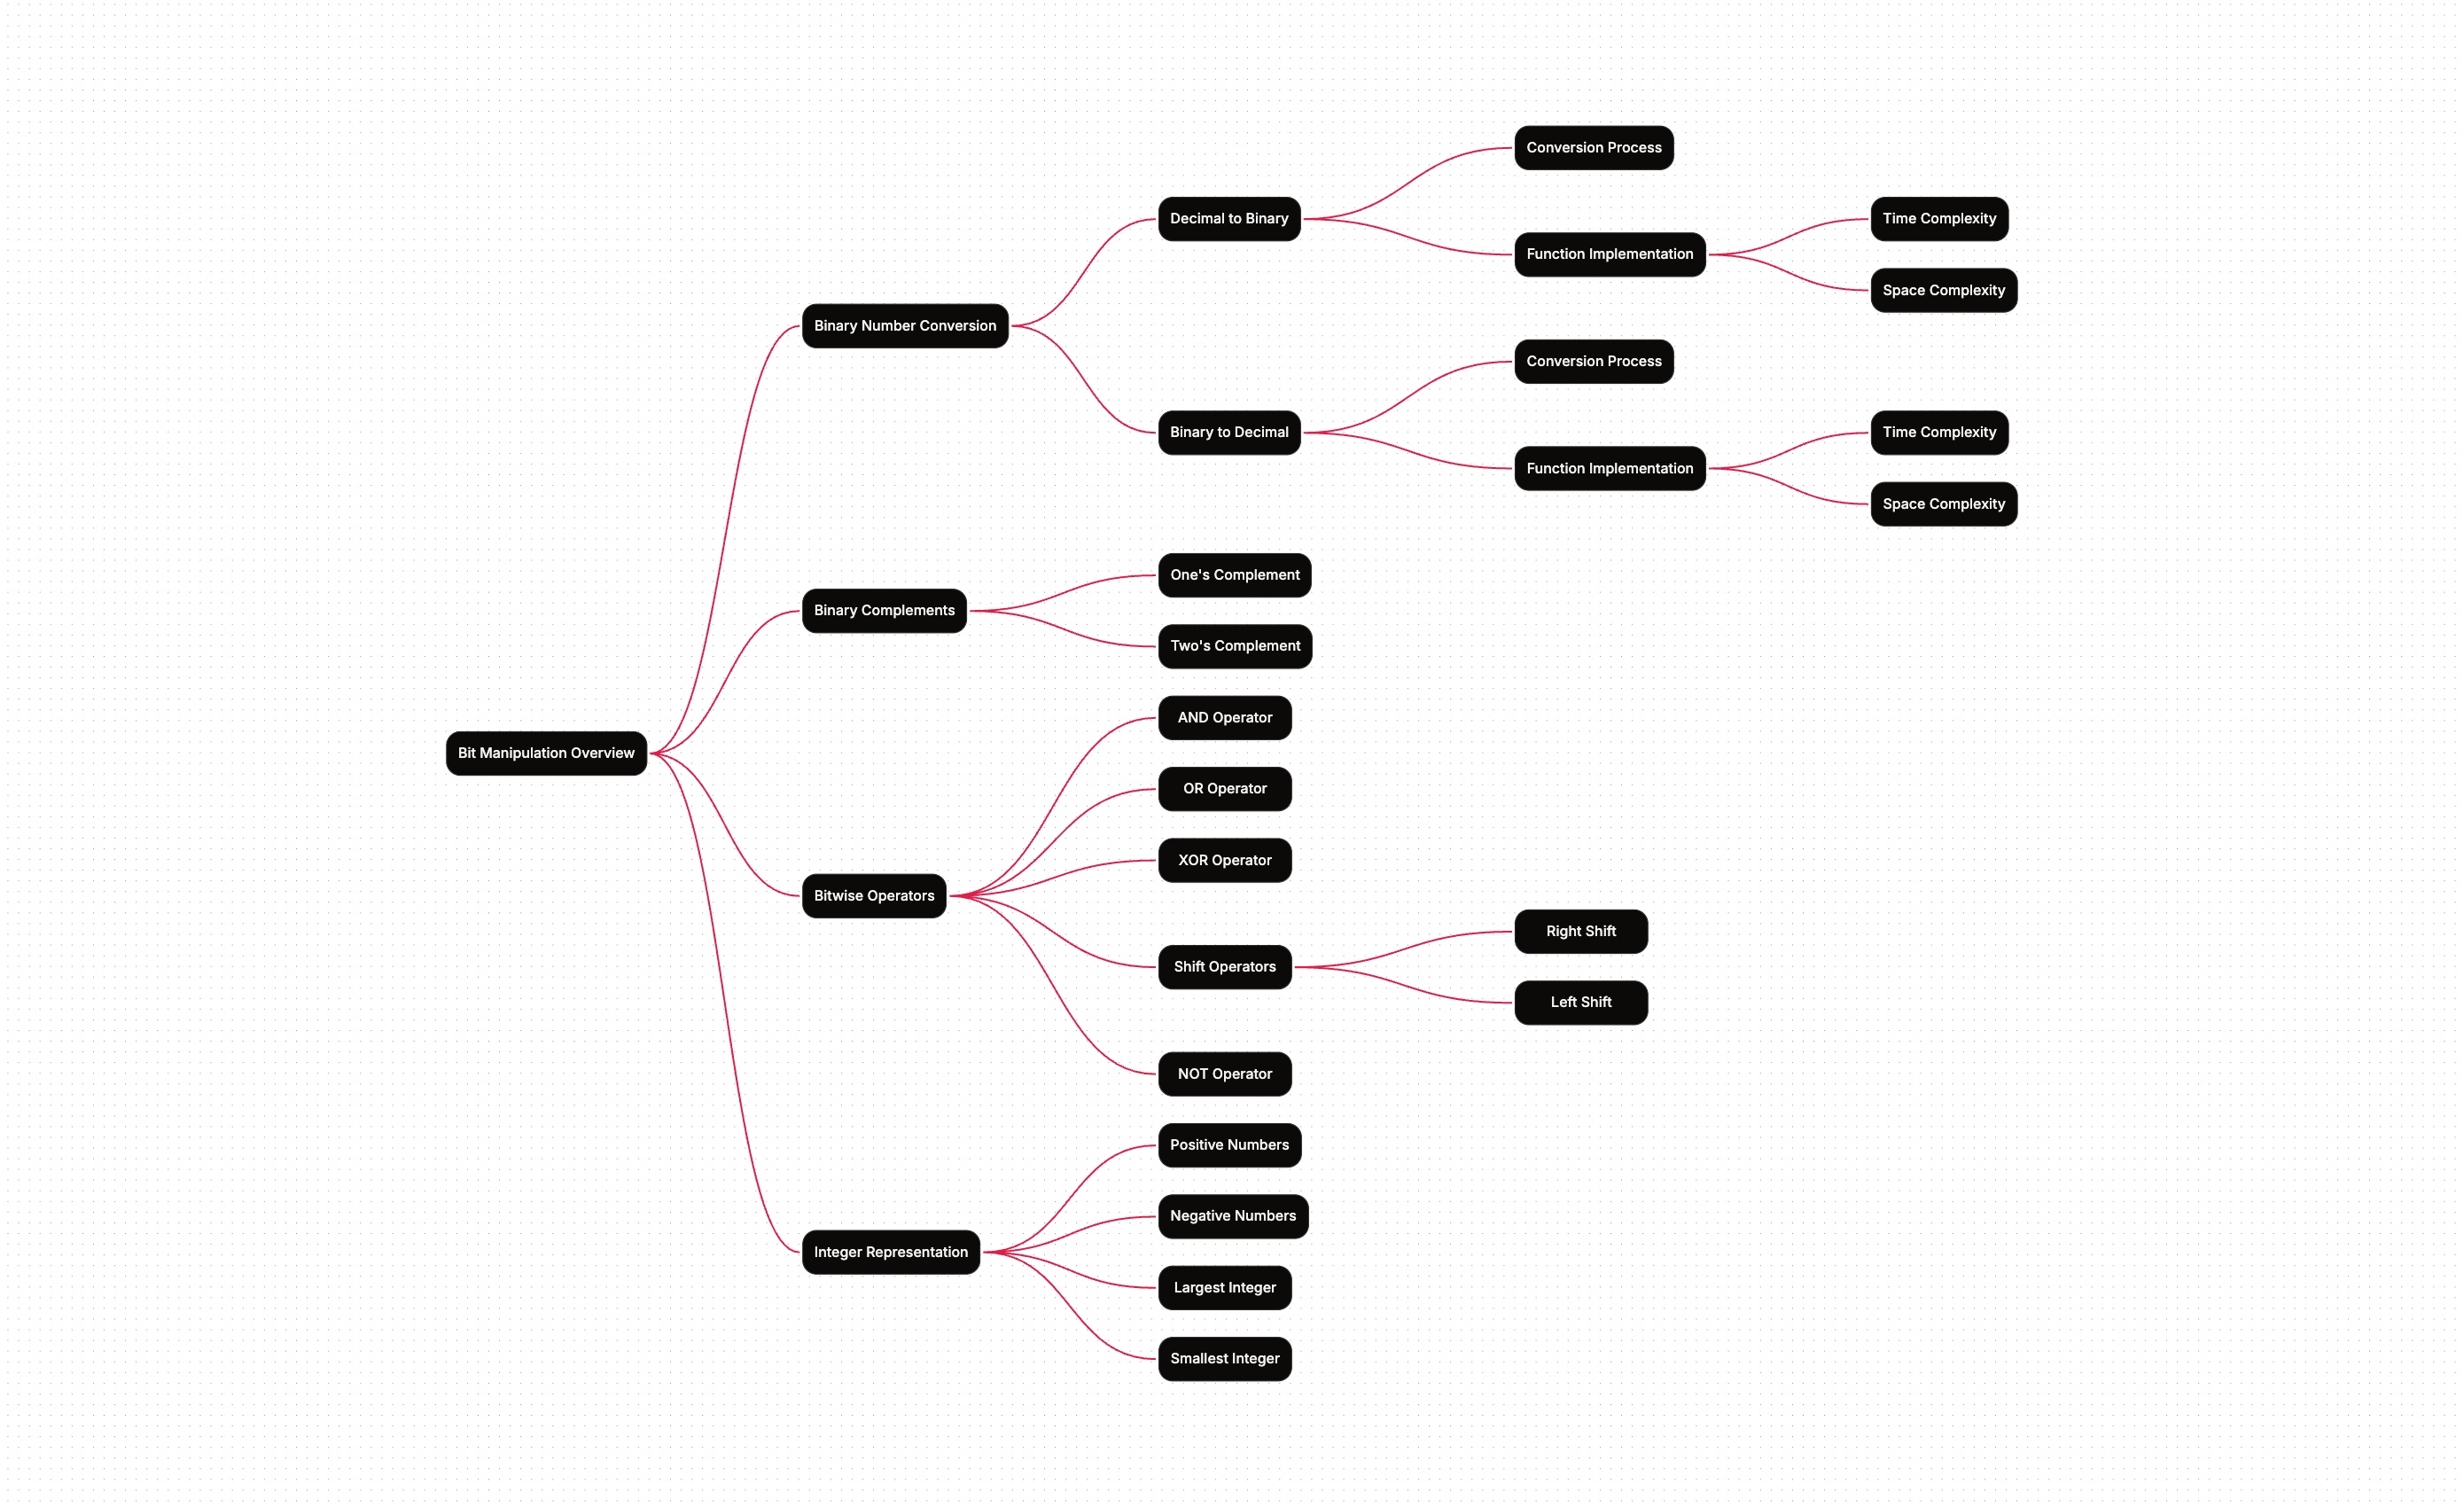 Bit Manipulation Overview
Binary Number Conversion
Decimal to Binary
Conversion Process
Function Implementation
Time Complexity
Space Complexity
Binary to Decimal
Conversion Process
Function Implementation
Time Complexity
Space Complexity
Binary Complements
One's Complement
Two's Complement
Bitwise Operators
AND Operator
OR Operator
XOR Operator
Shift Operators
Right Shift
Left Shift
NOT Operator
Integer Representation
Positive Numbers
Negative Numbers
Largest Integer
Smallest Integer